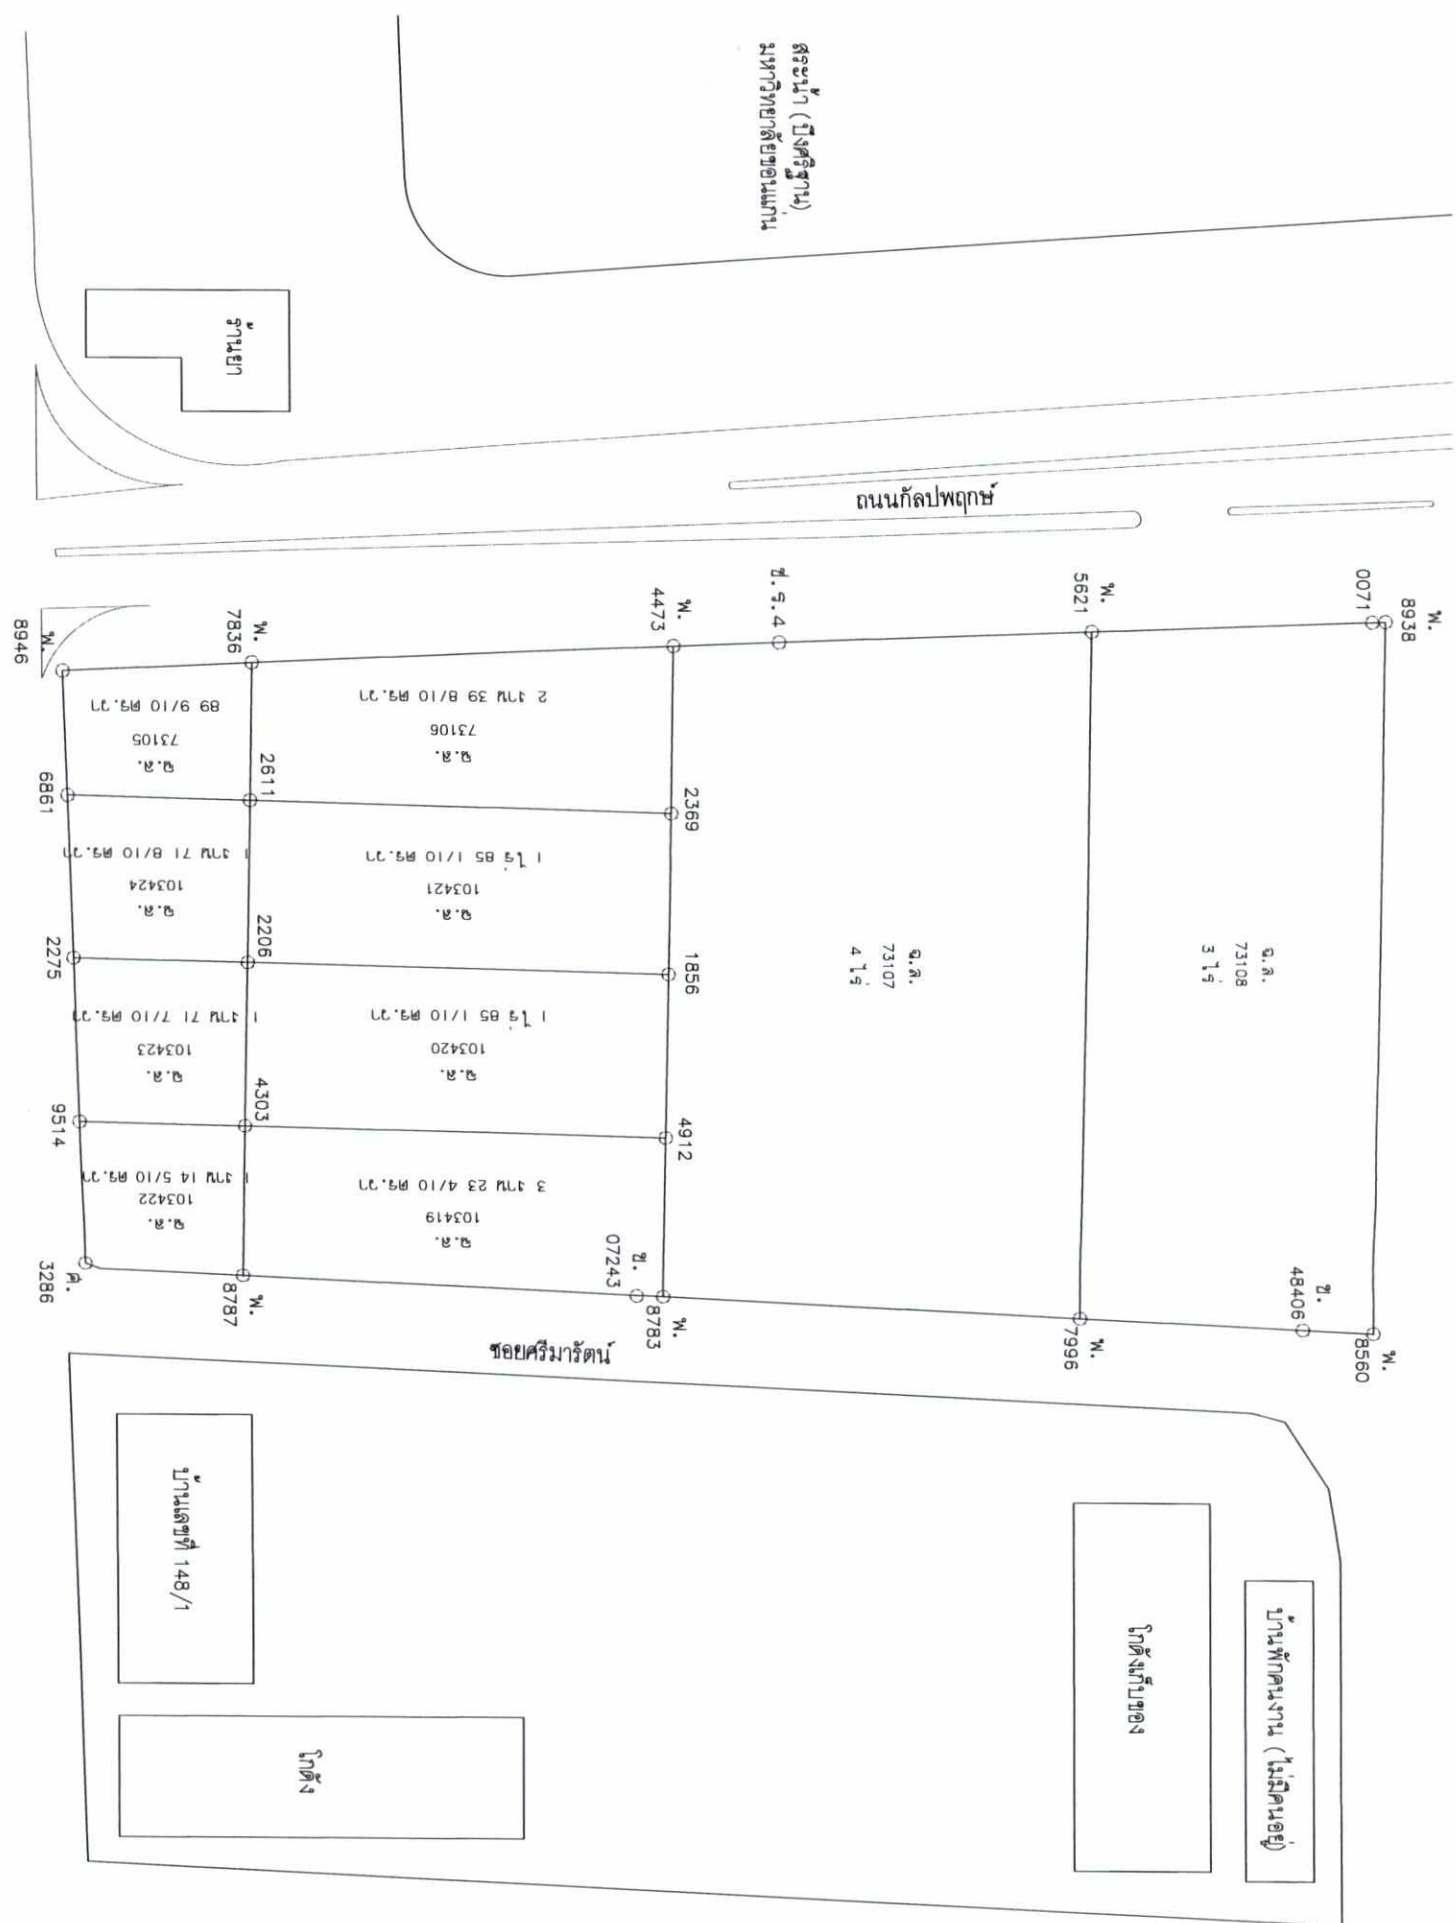 สระน้ำ (บึงศรีฐาน)
มหาวิทยาลัยขอนแก่น
ร้านยา
ถนนกัลปพฤกษ์
พ.
8938
0071
พ.
5621
ช.ร.4
พ.
4473
พ.
7836
พ.
8946
ฉ.ล.
73108
3 ไร่
ฉ.ล.
73107
4 ไร่
ฉ.ล.
73106
2 งาน 39 8/10 ตร.วา
ฉ.ล.
73105
89 9/10 ตร.วา
2369
2611
6861
ฉ.ล.
103421
1 ไร่ 85 1/10 ตร.วา
ฉ.ล.
103424
1 งาน 71 8/10 ตร.วา
1856
2206
2275
ฉ.ล.
103420
1 ไร่ 85 1/10 ตร.วา
ฉ.ล.
103423
1 งาน 71 7/10 ตร.วา
4912
4303
9514
ฉ.ล.
103419
3 งาน 23 4/10 ตร.วา
ฉ.ล.
103422
1 งาน 14 5/10 ตร.วา
พ.
8560
ข.
48406
พ.
7996
พ.
8783
ข.
07243
พ.
8787
ศ.
3286
ซอยศรีมารัตน์
บ้านเลขที่ 148/1
โกดัง
โกดังเก็บของ
บ้านพักคนงาน (ไม่มีคนอยู่)